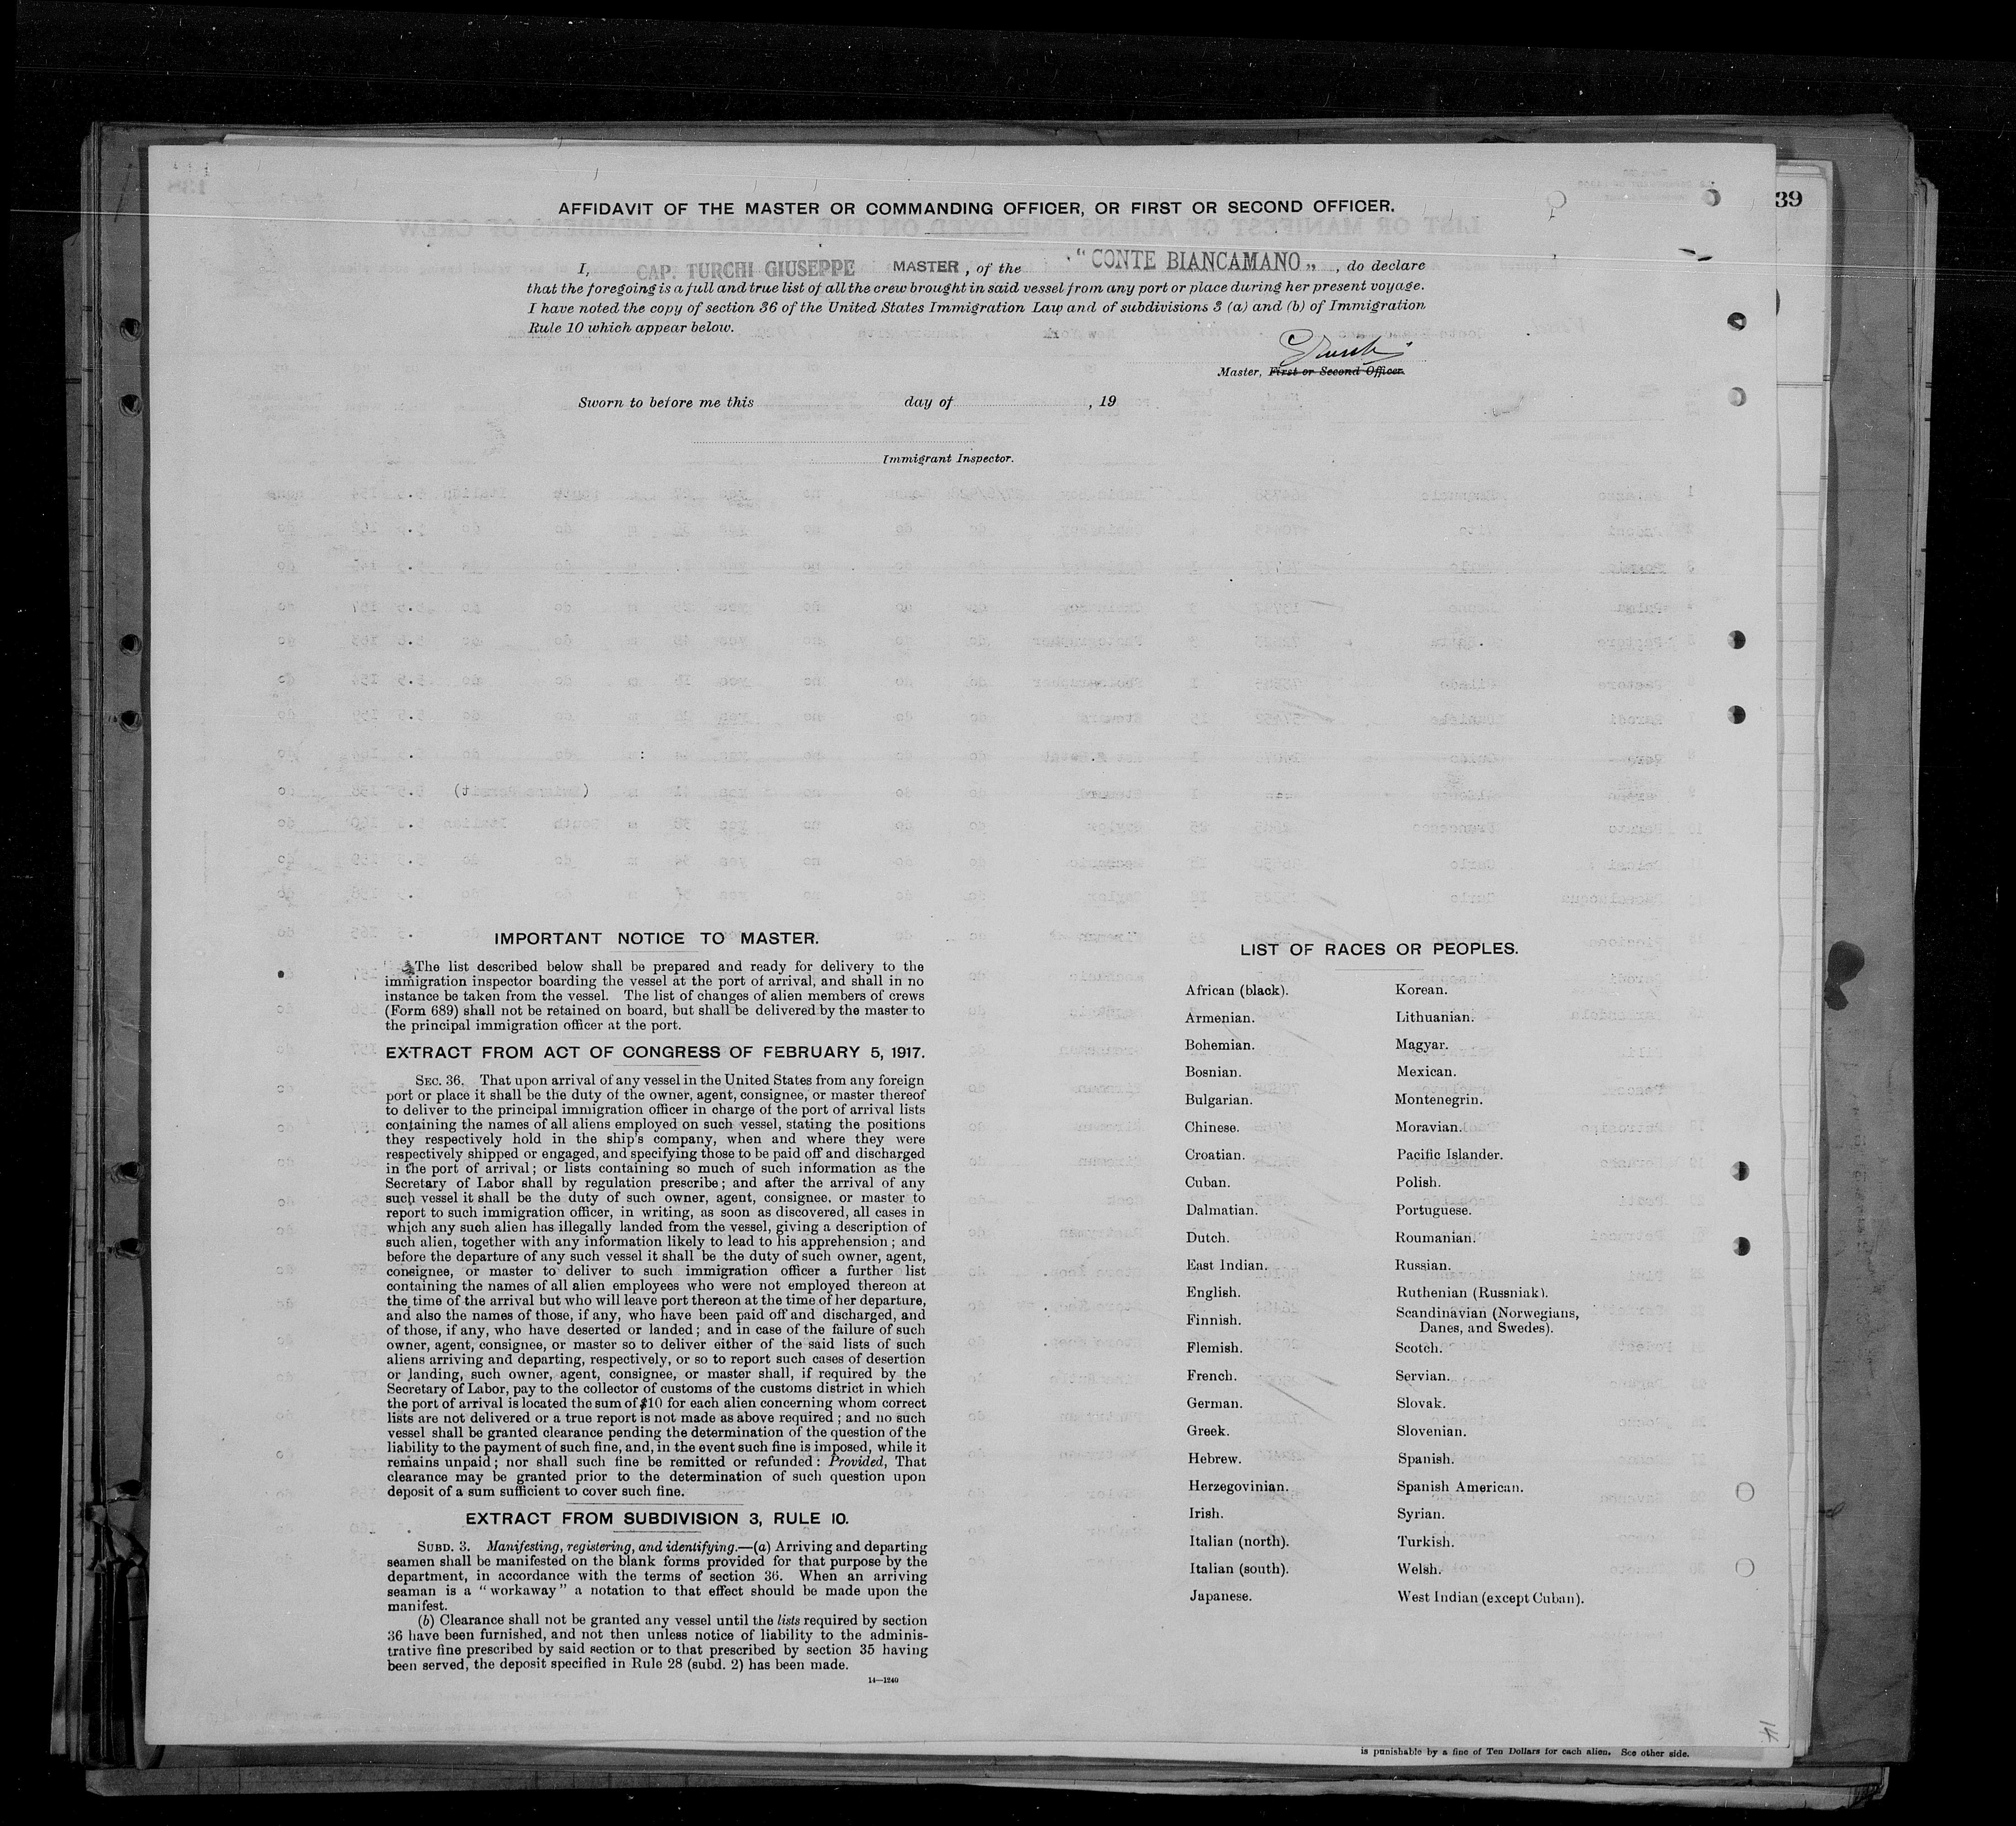 39
AFFIDAVIT OF THE MASTER OR COMMANDING OFFICER, OR FIRST OR SECOND OFFICER.
I, CAP. TURCHI GIUSEPPE MASTER, of the "CONTE BIANCAMANO„, do declare
that the foregoing is a full and true list of all the crew brought in said vessel from any port or place during her present voyage.
I have noted the copy of section 36 of the United States Immigration Law and of subdivisions 3 (a) and (b) of Immigration
Rule 10 which appear below.
Master, First or Second Officer.
Sworn to before me this day of , 19
Immigrant Inspector.
IMPORTANT NOTICE TO MASTER.
The list described below shall be prepared and ready for delivery to the
immigration inspector boarding the vessel at the port of arrival, and shall in no
instance be taken from the vessel. The list of changes of alien members of crews
(Form 689) shall not be retained on board, but shall be delivered by the master to
the principal immigration officer at the port.
EXTRACT FROM ACT OF CONGRESS OF FEBRUARY 5, 1917.
SEC. 36. That upon arrival of any vessel in the United States from any foreign
port or place it shall be the duty of the owner, agent, consignee, or master thereof
to deliver to the principal immigration officer in charge of the port of arrival lists
containing the names of all aliens employed on such vessel, stating the positions
they respectively hold in the ship's company, when and where they were
respectively shipped or engaged, and specifying those to be paid off and discharged
in the port of arrival; or lists containing so much of such information as the
Secretary of Labor shall by regulation prescribe; and after the arrival of any
such vessel it shall be the duty of such owner, agent, consignee, or master to
report to such immigration officer, in writing, as soon as discovered, all cases in
which any such alien has illegally landed from the vessel, giving a description of
such alien, together with any information likely to lead to his apprehension; and
before the departure of any such vessel it shall be the duty of such owner, agent,
consignee, or master to deliver to such immigration officer a further list
containing the names of all alien employees who were not employed thereon at
the time of the arrival but who will leave port thereon at the time of her departure,
and also the names of those, if any, who have been paid off and discharged, and
of those, if any, who have deserted or landed; and in case of the failure of such
owner, agent, consignee, or master so to deliver either of the said lists of such
aliens arriving and departing, respectively, or so to report such cases of desertion
or landing, such owner, agent, consignee, or master shall, if required by the
Secretary of Labor, pay to the collector of customs of the customs district in which
the port of arrival is located the sum of $10 for each alien concerning whom correct
lists are not delivered or a true report is not made as above required; and no such
vessel shall be granted clearance pending the determination of the question of the
liability to the payment of such fine, and, in the event such fine is imposed, while it
remains unpaid; nor shall such fine be remitted or refunded: Provided, That
clearance may be granted prior to the determination of such question upon
deposit of a sum sufficient to cover such fine.
EXTRACT FROM SUBDIVISION 3, RULE 10.
SUBD. 3. Manifesting, registering, and identifying.—(a) Arriving and departing
seamen shall be manifested on the blank forms provided for that purpose by the
department, in accordance with the terms of section 36. When an arriving
seaman is a "workaway" a notation to that effect should be made upon the
manifest.
(b) Clearance shall not be granted any vessel until the lists required by section
36 have been furnished, and not then unless notice of liability to the adminis-
trative fine prescribed by said section or to that prescribed by section 35 having
been served, the deposit specified in Rule 28 (subd. 2) has been made.
14—1240
LIST OF RACES OR PEOPLES.
African (black).
Armenian.
Bohemian.
Bosnian.
Bulgarian.
Chinese.
Croatian.
Cuban.
Dalmatian.
Dutch.
East Indian.
English.
Finnish.
Flemish.
French.
German.
Greek.
Hebrew.
Herzegovinian.
Irish.
Italian (north).
Italian (south).
Japanese.
Korean.
Lithuanian.
Magyar.
Mexican.
Montenegrin.
Moravian.
Pacific Islander.
Polish.
Portuguese.
Roumanian.
Russian.
Ruthenian (Russniak).
Scandinavian (Norwegians,
Danes, and Swedes).
Scotch.
Servian.
Slovak.
Slovenian.
Spanish.
Spanish American.
Syrian.
Turkish.
Welsh.
West Indian (except Cuban).
is punishable by a fine of Ten Dollars for each alien. See other side.